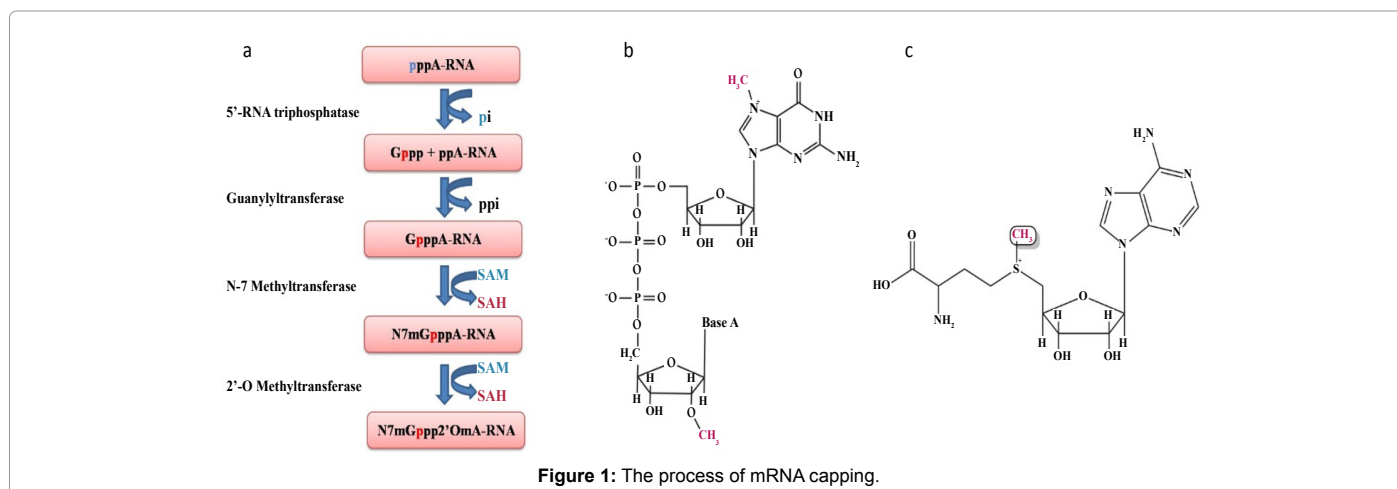 a
pppA-RNA
5'-RNA triphosphatase
pi
Gppp + ppA-RNA
Guanylyltransferase
ppi
GpppA-RNA
N-7 Methyltransferase
SAM
SAH
N7mGpppA-RNA
2'-O Methyltransferase
SAM
SAH
N7mGppp2'OmA-RNA
b
H3C
O
N+
NH
N
N
NH2
O
-O
P
O
O
H
H
H
H
OH
OH
O
-O
P
O
O
-O
P
O
O
Base A
H2C
O
H
H
H
H
OH
O
CH3
c
H2N
N
N
N
N
CH3
O
S+
HO
NH2
O
H
H
H
H
OH
OH
Figure 1: The process of mRNA capping.